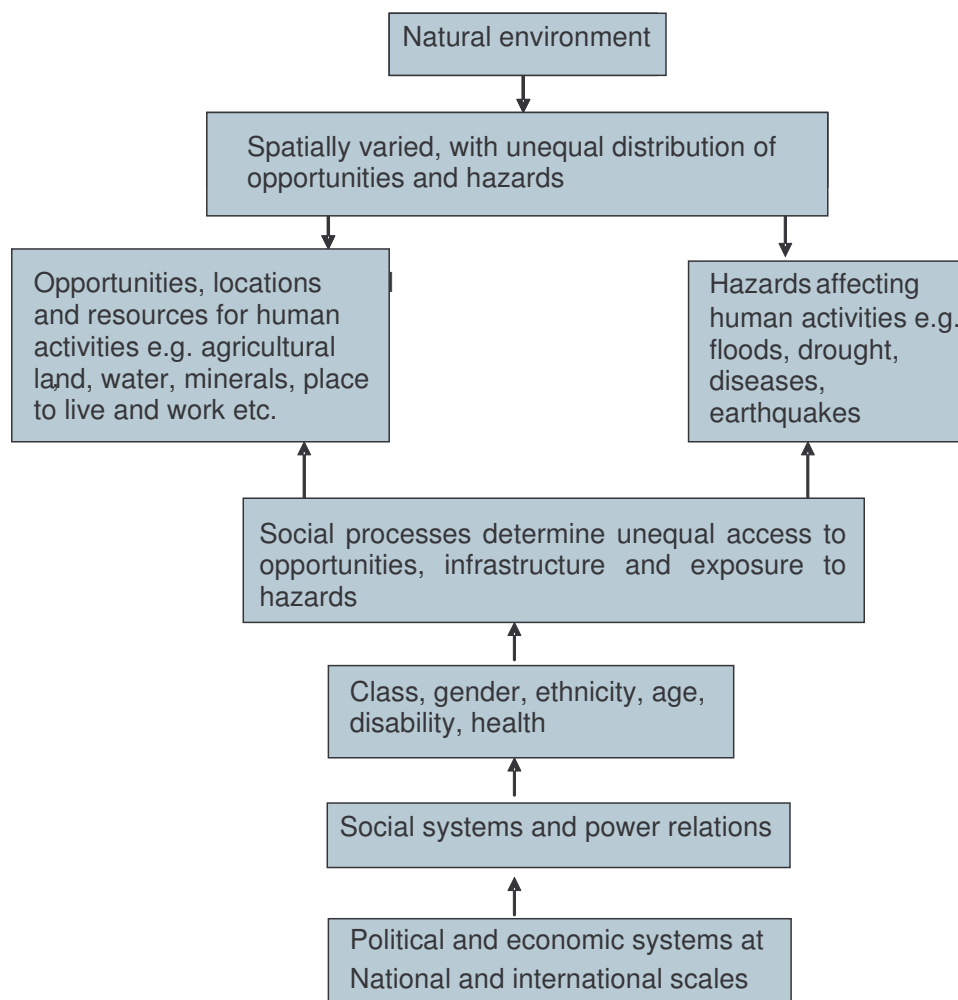 Natural environment
Spatially varied, with unequal distribution of
opportunities and hazards
Opportunities, locations
and resources for human
activities e.g. agricultural
land, water, minerals, place
to live and work etc.
Hazards affecting
human activities e.g.
floods, drought,
diseases,
earthquakes
Social processes determine unequal access to
opportunities, infrastructure and exposure to
hazards
Class, gender, ethnicity, age,
disability, health
Social systems and power relations
Political and economic systems at
National and international scales